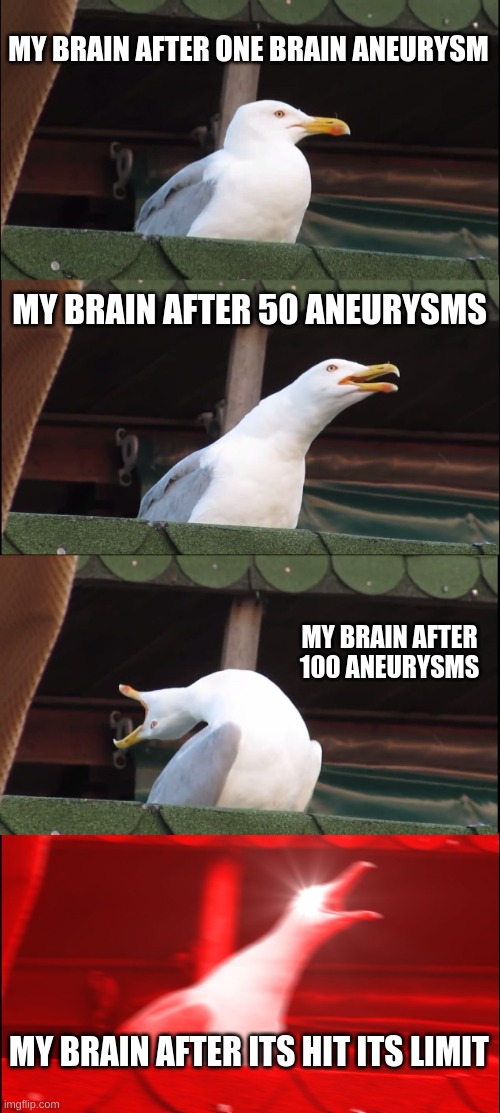 MY BRAIN AFTER ONE BRAIN ANEURYSM
MY BRAIN AFTER 50 ANEURYSMS
MY BRAIN AFTER
100 ANEURYSMS
MY BRAIN AFTER ITS HIT ITS LIMIT
imgflip.com